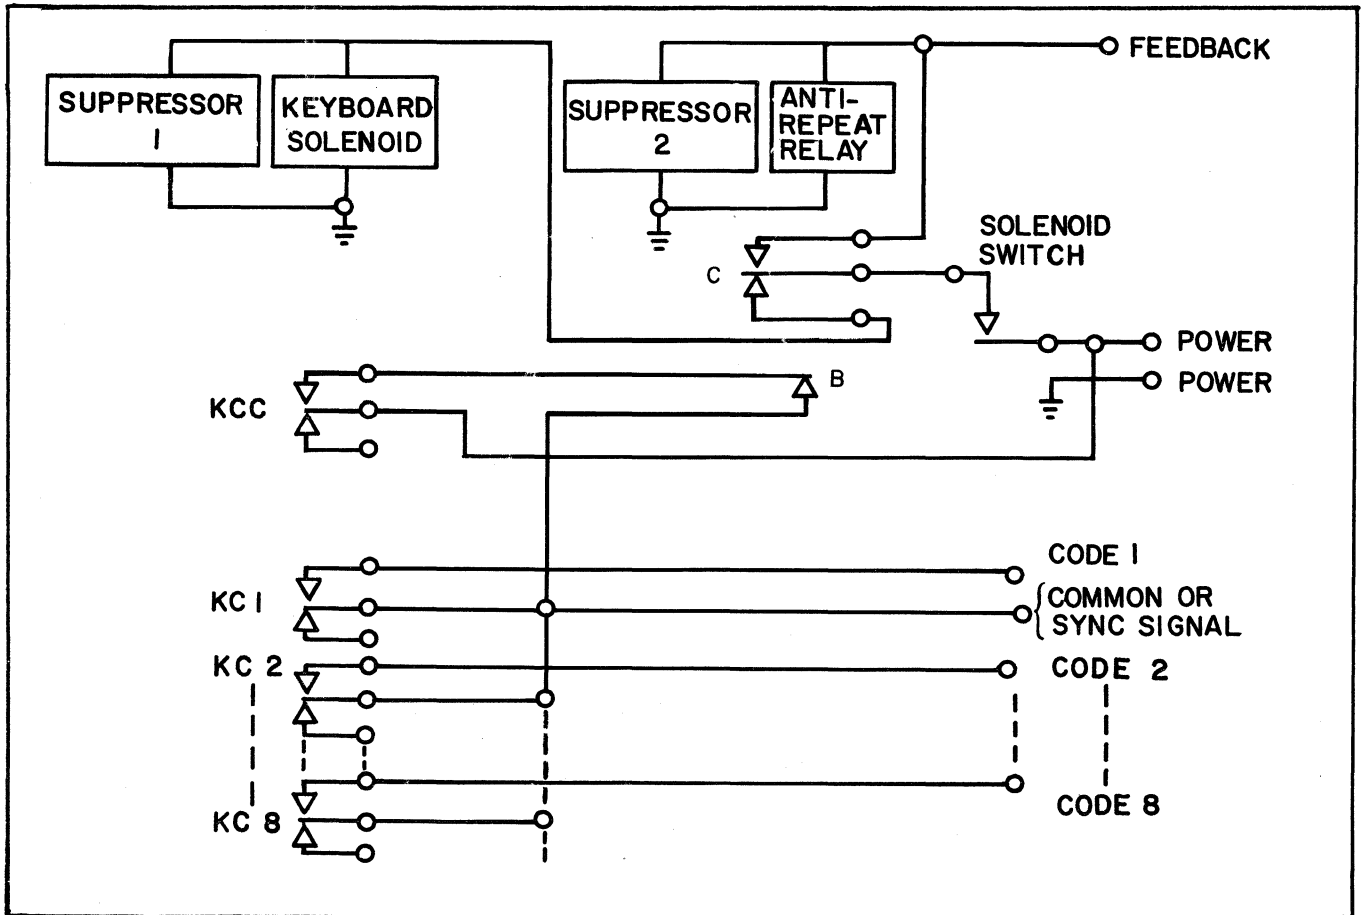 SUPPRESSOR
1
KEYBOARD
SOLENOID
SUPPRESSOR
2
ANTI-
REPEAT
RELAY
FEEDBACK
SOLENOID
SWITCH
C
POWER
POWER
B
KCC
CODE 1
KC 1
COMMON OR
SYNC SIGNAL
KC 2
CODE 2
CODE 8
KC 8